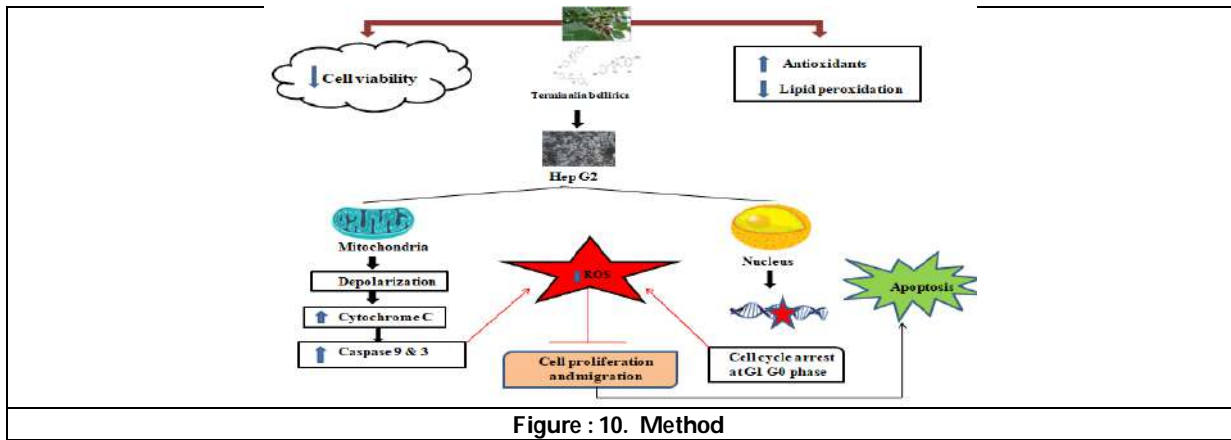 Cell viability
Antioxidants
Lipid peroxidation
Terminalia bellirica
Hep G2
Mitochondria
Depolarization
Cytochrome C
Caspase 9 & 3
ROS
Nucleus
Apoptosis
Cell proliferation
and migration
Cell cycle arrest
at G1 G0 phase
Figure : 10. Method